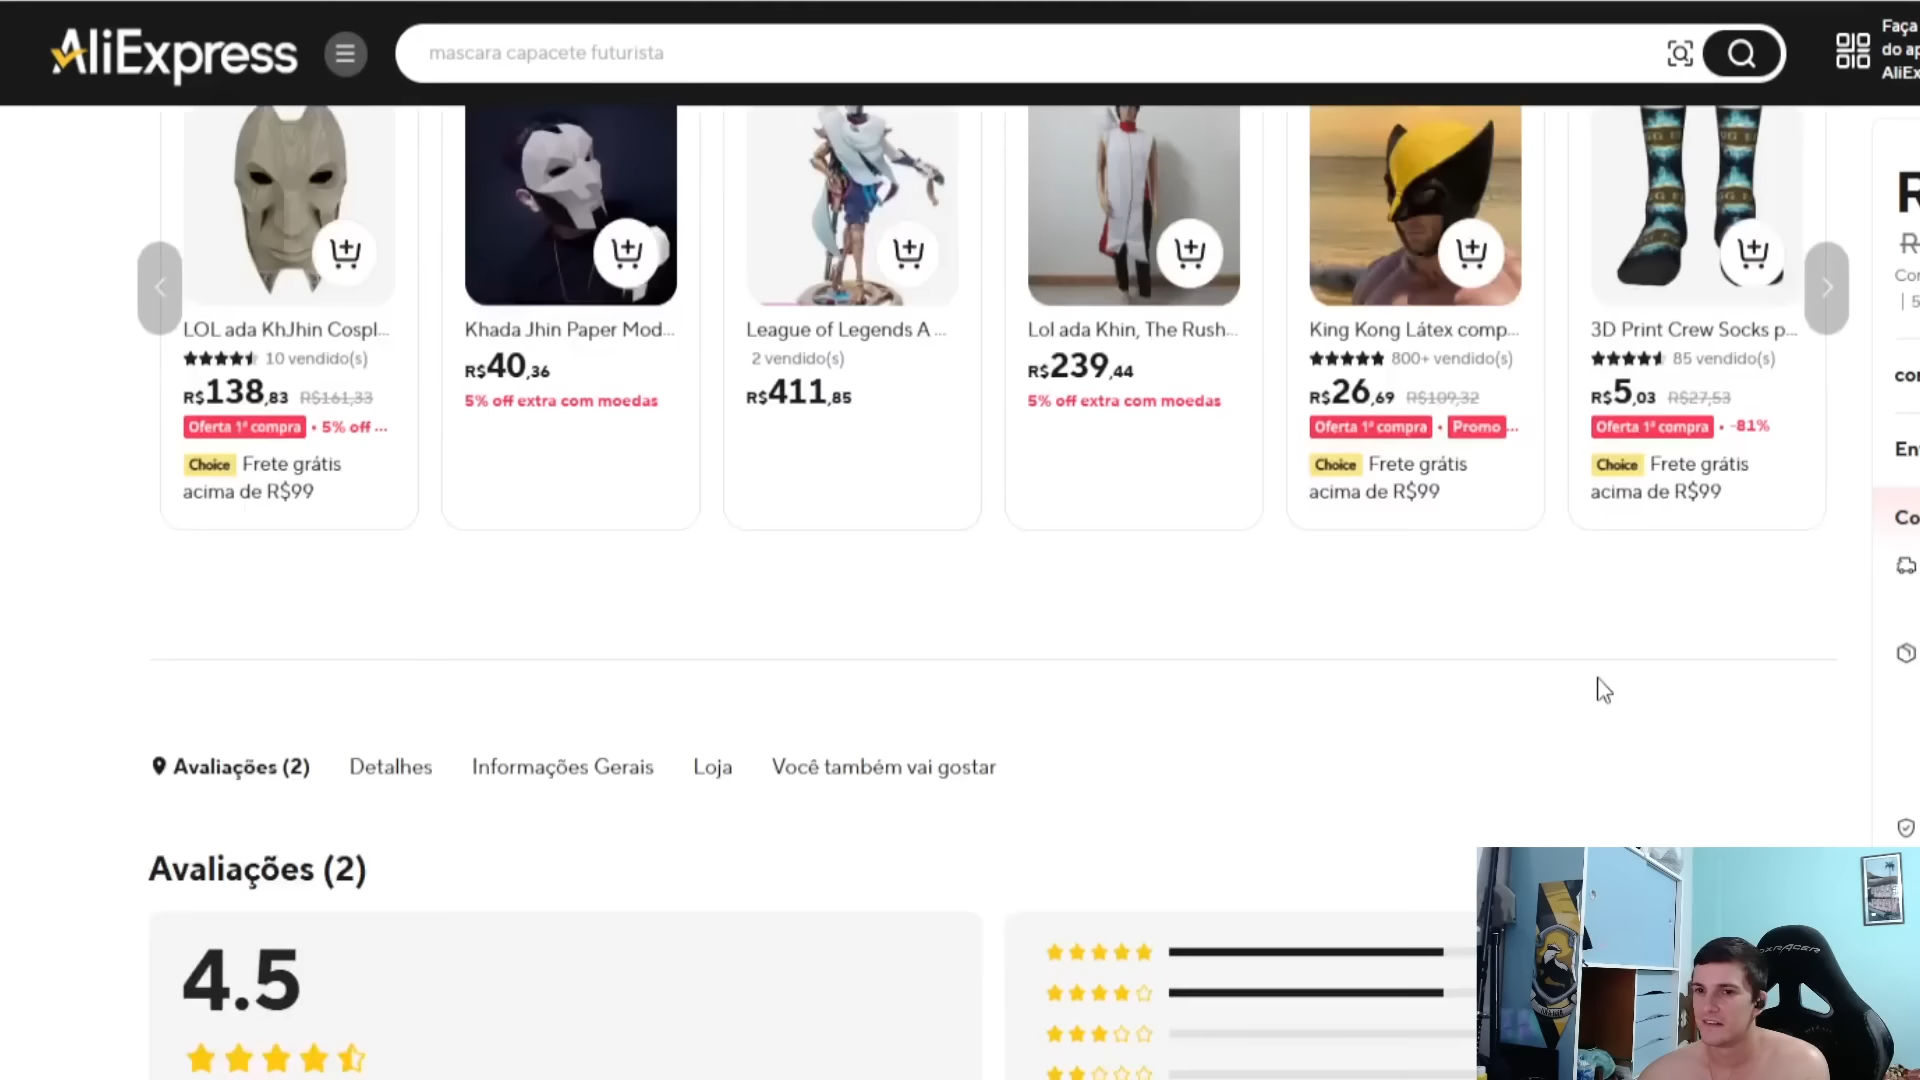 AliExpress
mascara capacete futurista
Faça
LOL ada KhJhin Cospl...
10 vendido(s)
R$138,83 R$161,33
Oferta 1ª compra • 5% off ...
Choice Frete grátis
acima de R$99
Khada Jhin Paper Mod...
R$40,36
5% off extra com moedas
League of Legends A ...
2 vendido(s)
R$411,85
Lol ada Khin, The Rush...
R$239,44
5% off extra com moedas
King Kong Látex comp...
800+ vendido(s)
R$26,69 R$109,32
Oferta 1ª compra • Promo ...
Choice Frete grátis
acima de R$99
3D Print Crew Socks p...
85 vendido(s)
R$5,03 R$27,53
Oferta 1ª compra • -81%
Choice Frete grátis
acima de R$99
Avaliações (2) Detalhes Informações Gerais Loja Você também vai gostar
Avaliações (2)
4.5